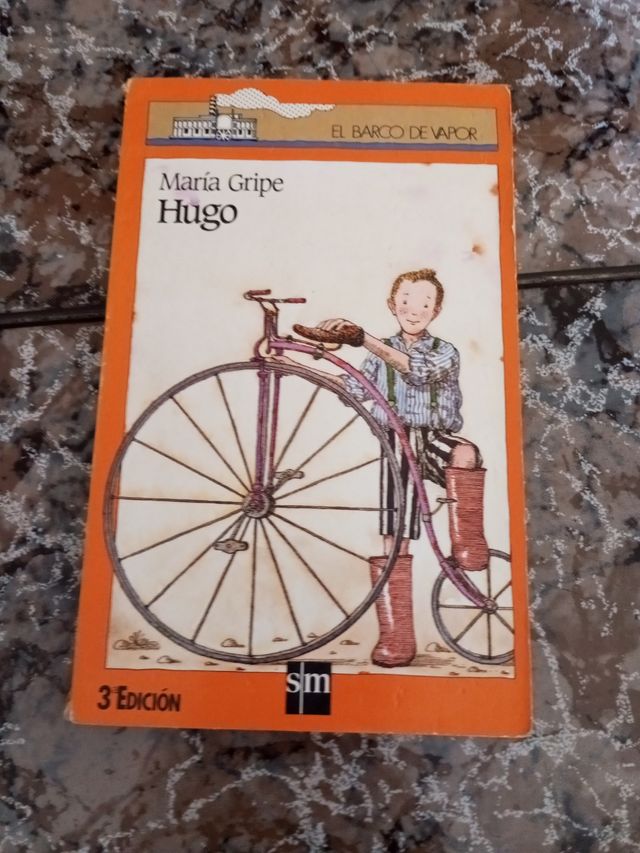 EL BARCO DE VAPOR
María Gripe
Hugo
3ª EDICIÓN
sm